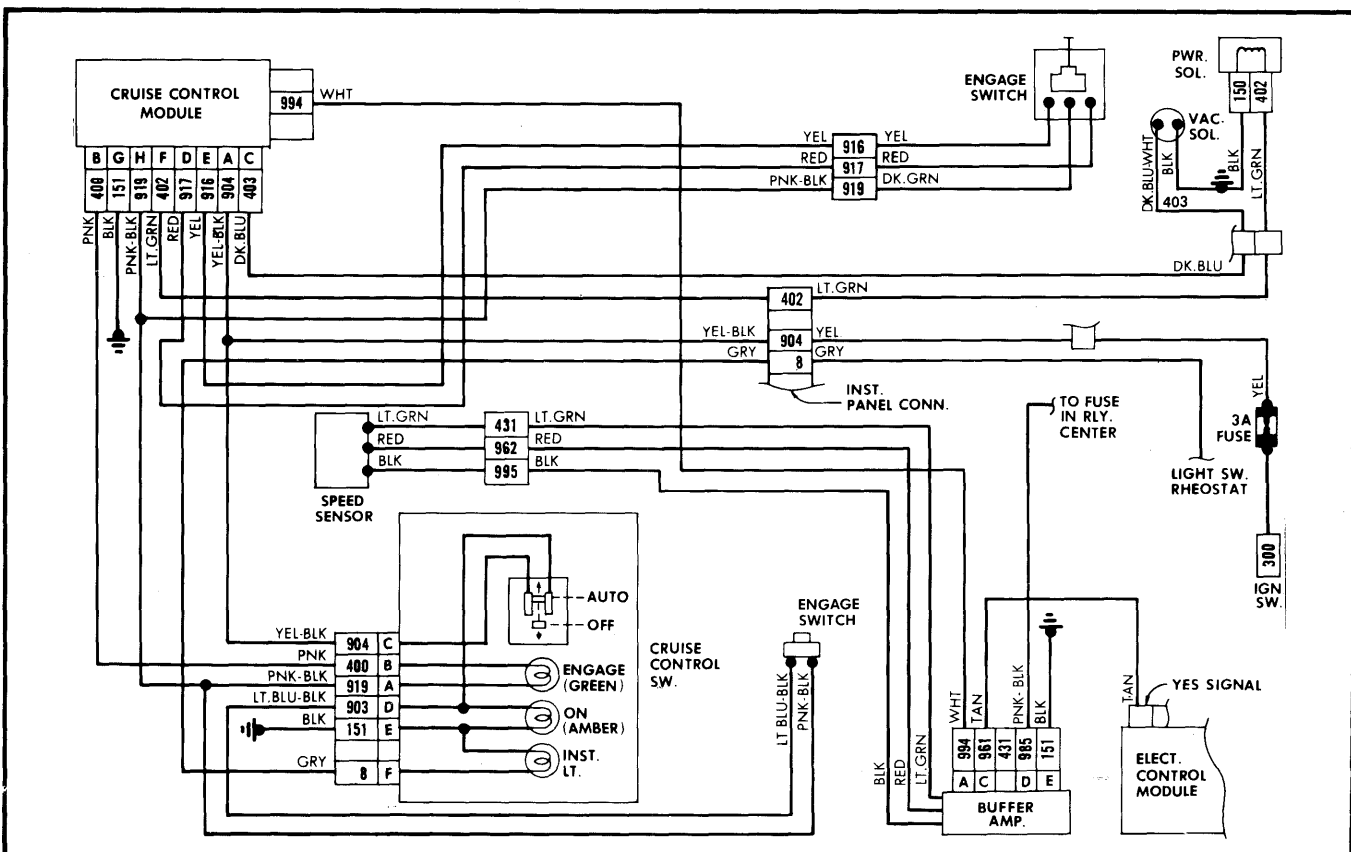 CRUISE CONTROL
MODULE
994
WHT
B G H F D E A C
400 151 919 402 917 916 904 403
PNK
BLK
PNK-BLK
LT.GRN
RED
YEL
YEL-BLK
DK.BLU
ENGAGE
SWITCH
YEL 916 YEL
RED 917 RED
PNK-BLK 919 DK.GRN
PWR.
SOL.
150 402
VAC.
SOL.
DK.BLU-WHT
BLK
BLK
LT.GRN
403
DK.BLU
402 LT.GRN
YEL-BLK 904 YEL
GRY 8 GRY
INST.
PANEL CONN.
YEL
3A
FUSE
300
IGN
SW.
LIGHT SW.
RHEOSTAT
TO FUSE
IN RLY.
CENTER
LT.GRN 431 LT.GRN
RED 962 RED
BLK 995 BLK
SPEED
SENSOR
AUTO
OFF
CRUISE
CONTROL
SW.
YEL-BLK 904 C
PNK 400 B
PNK-BLK 919 A
LT.BLU-BLK 903 D
BLK 151 E
GRY 8 F
ENGAGE
(GREEN)
ON
(AMBER)
INST.
LT.
ENGAGE
SWITCH
LT BLU-BLK
PNK-BLK
BLK
RED
LT.GRN
WHT
TAN
PNK-BLK
BLK
994 961 431 985 151
A C D E
BUFFER
AMP.
TAN
YES SIGNAL
ELECT.
CONTROL
MODULE